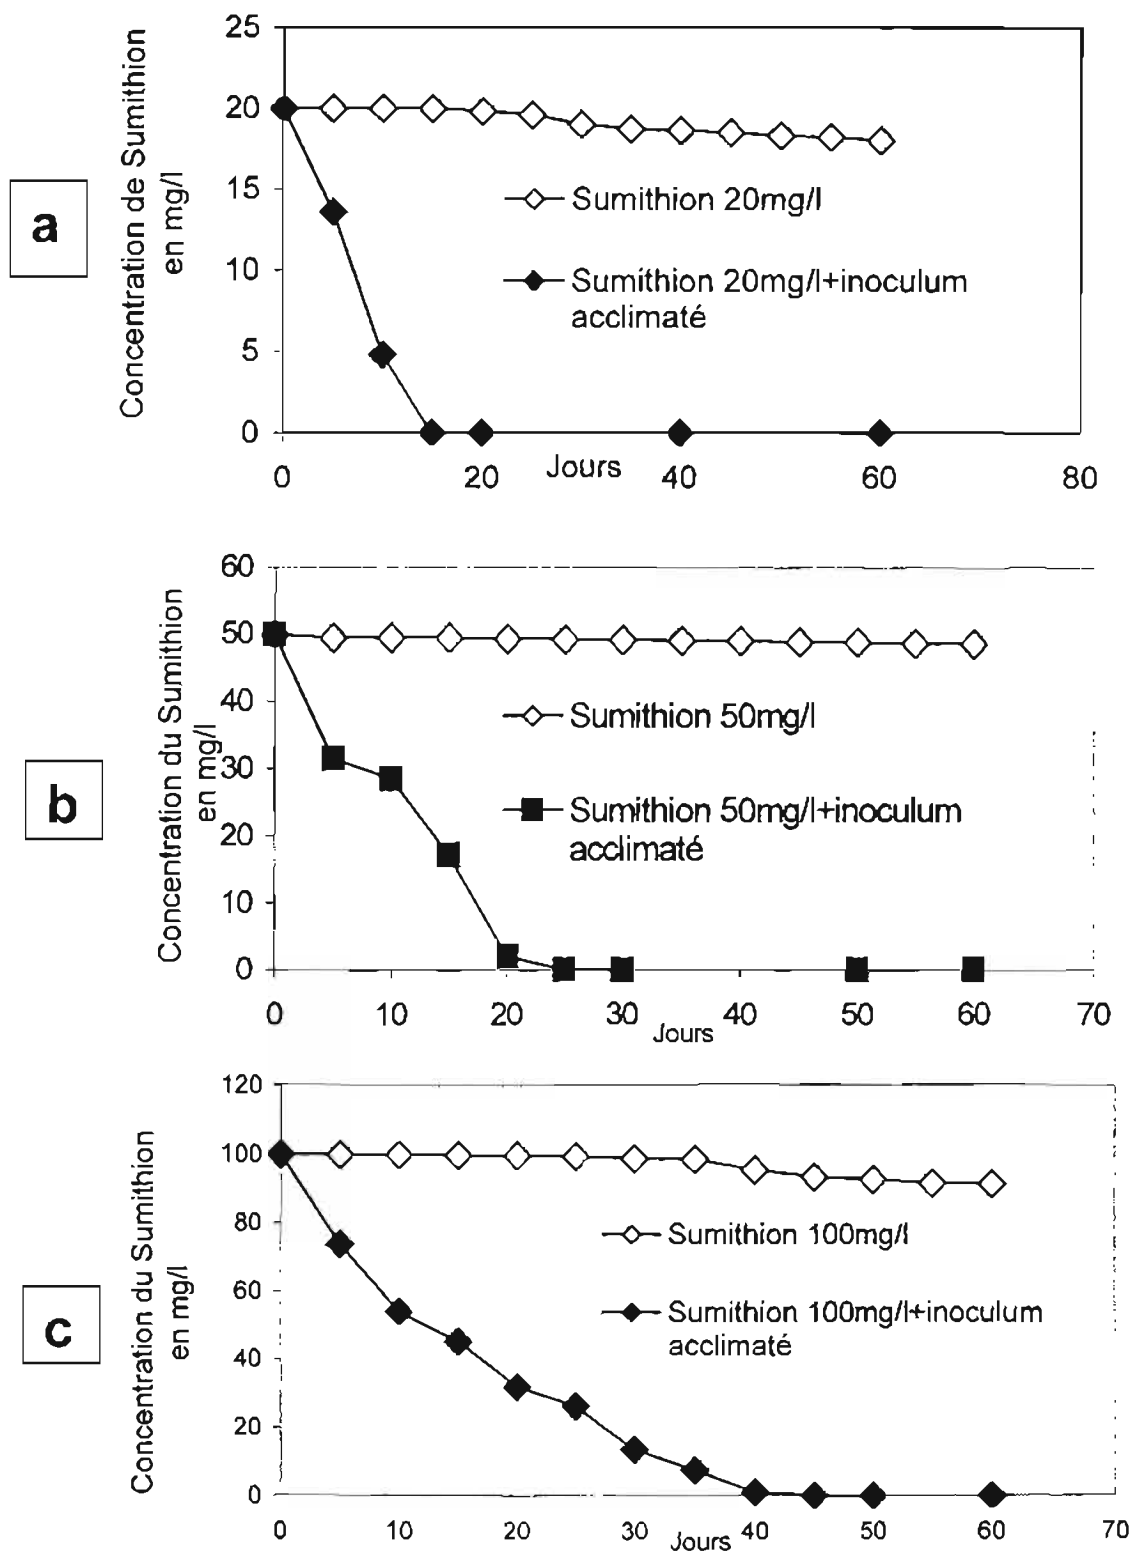 a
Concentration de Sumithion
en mg/l
25
20
15
10
5
0
Sumithion 20mg/l
Sumithion 20mg/l+inoculum
acclimaté
0
20
Jours
40
60
80
b
Concentration du Sumithion
en mg/l
60
50
40
30
20
10
0
Sumithion 50mg/l
Sumithion 50mg/l+inoculum
acclimaté
0
10
20
30
Jours
40
50
60
70
c
Concentration du Sumithion
en mg/l
120
100
80
60
40
20
0
Sumithion 100mg/l
Sumithion 100mg/l+inoculum
acclimaté
0
10
20
30
Jours
40
50
60
70